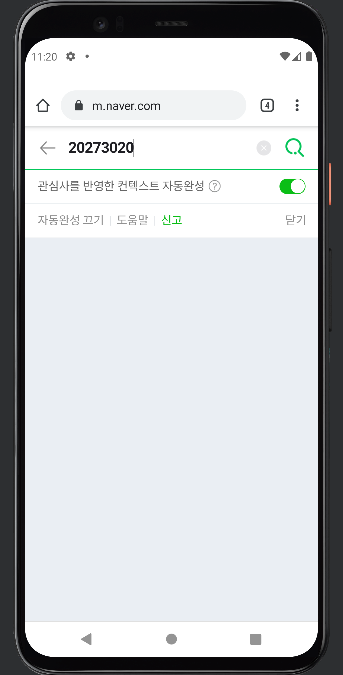 11:20
m.naver.com
4
20273020
관심사를 반영한 컨텍스트 자동완성 ?
자동완성 끄기 | 도움말 | 신고 닫기